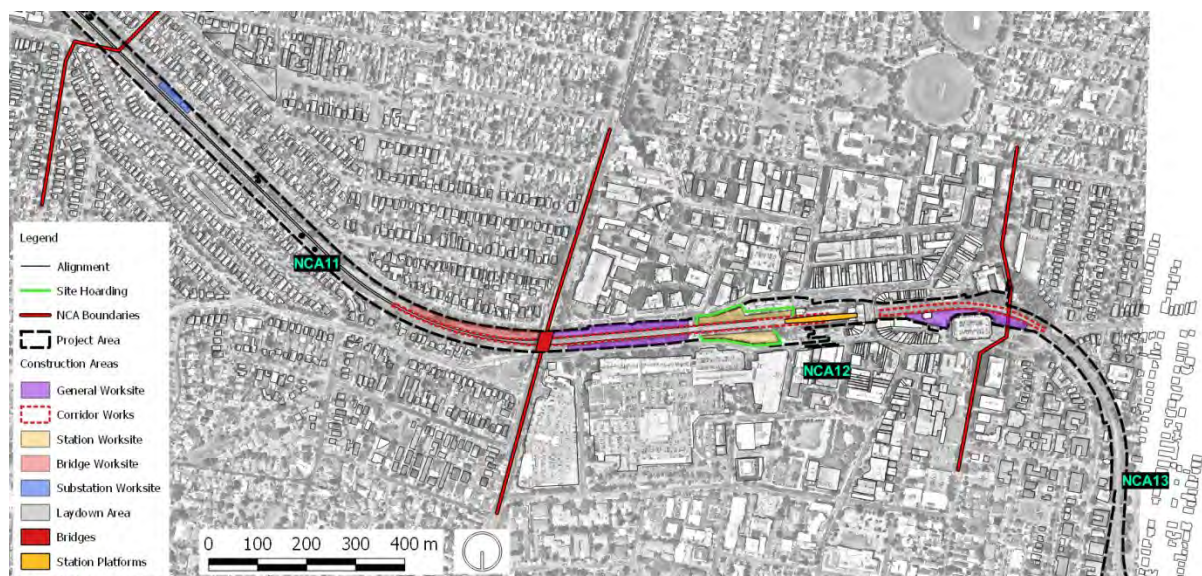 NCA11
NCA12
NCA13
Legend
Alignment
Site Hoarding
NCA Boundaries
Project Area
Construction Areas
General Worksite
Corridor Works
Station Worksite
Bridge Worksite
Substation Worksite
Laydown Area
Bridges
Station Platforms
0 100 200 300 400 m